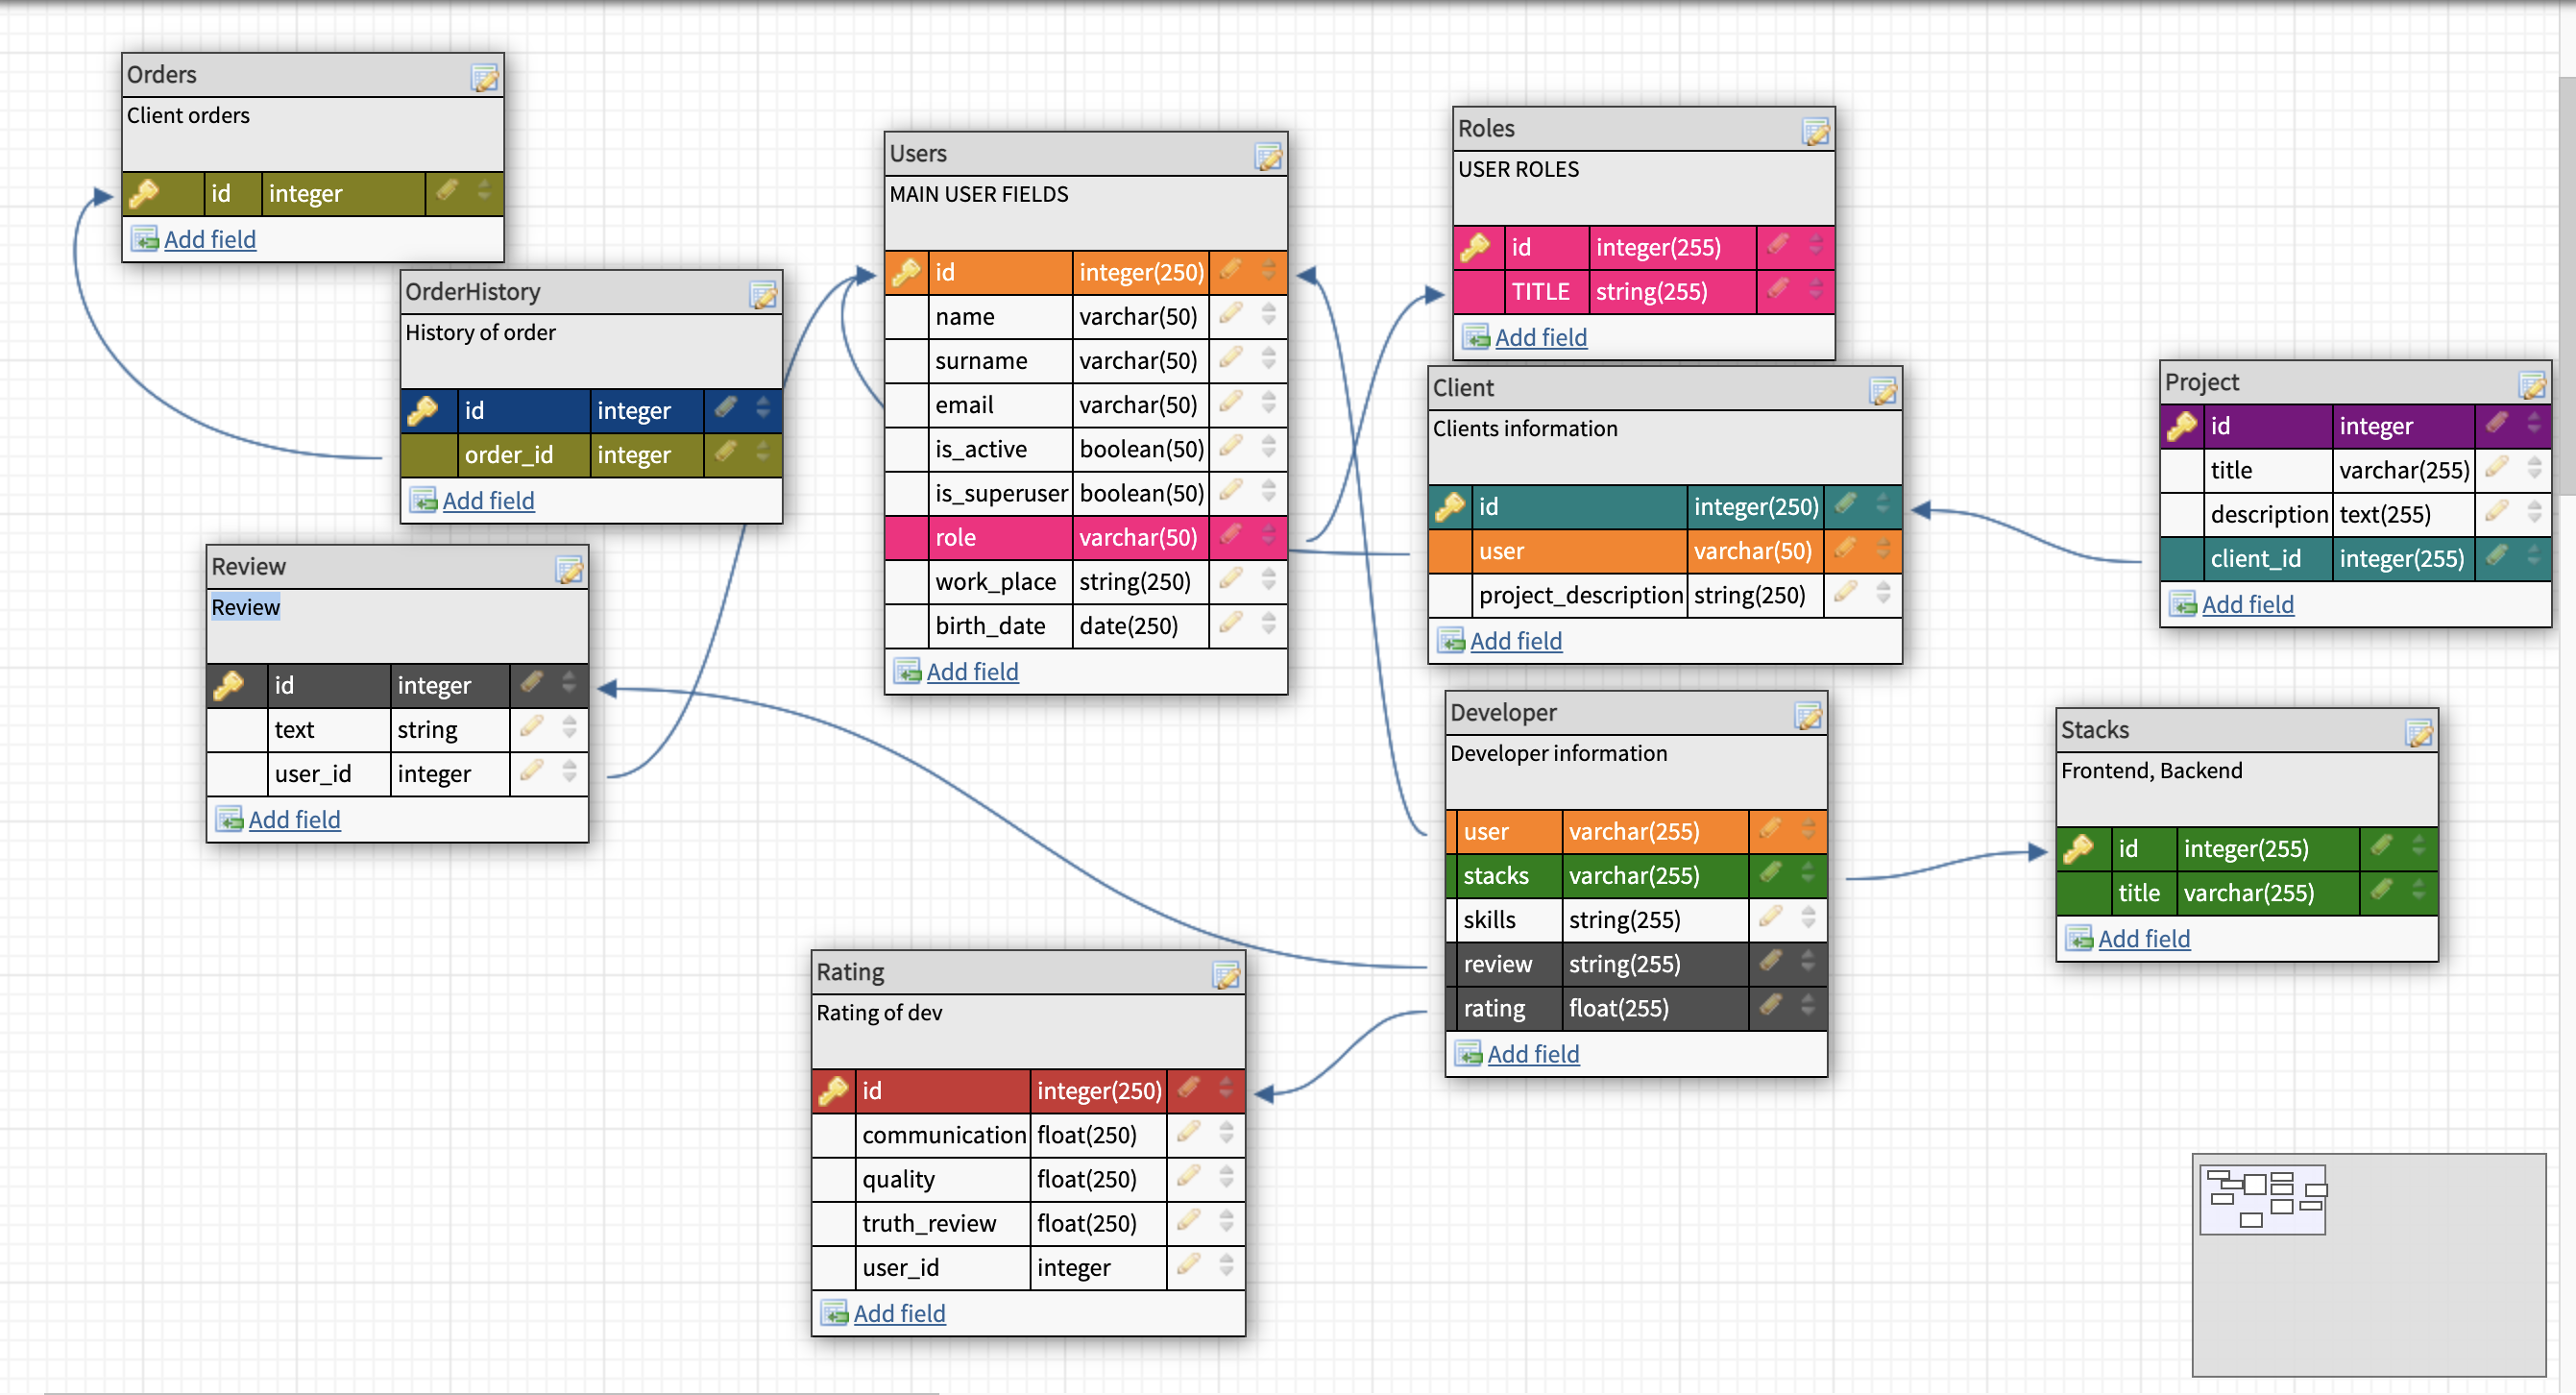 Orders
Client orders
id integer
Add field
OrderHistory
History of order
id integer
order_id integer
Add field
Review
Review
id integer
text string
user_id integer
Add field
Users
MAIN USER FIELDS
id integer(250)
name varchar(50)
surname varchar(50)
email varchar(50)
is_active boolean(50)
is_superuser boolean(50)
role varchar(50)
work_place string(250)
birth_date date(250)
Add field
Rating
Rating of dev
id integer(250)
communication float(250)
quality float(250)
truth_review float(250)
user_id integer
Add field
Roles
USER ROLES
id integer(255)
TITLE string(255)
Add field
Client
Clients information
id integer(250)
user varchar(50)
project_description string(250)
Add field
Developer
Developer information
user varchar(255)
stacks varchar(255)
skills string(255)
review string(255)
rating float(255)
Add field
Project
id integer
title varchar(255)
description text(255)
client_id integer(255)
Add field
Stacks
Frontend, Backend
id integer(255)
title varchar(255)
Add field